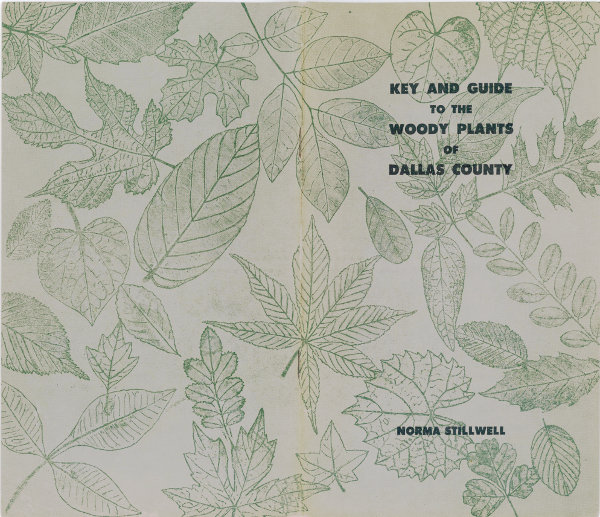 KEY AND GUIDE
TO THE
WOODY PLANTS
OF
DALLAS COUNTY
NORMA STILLWELL